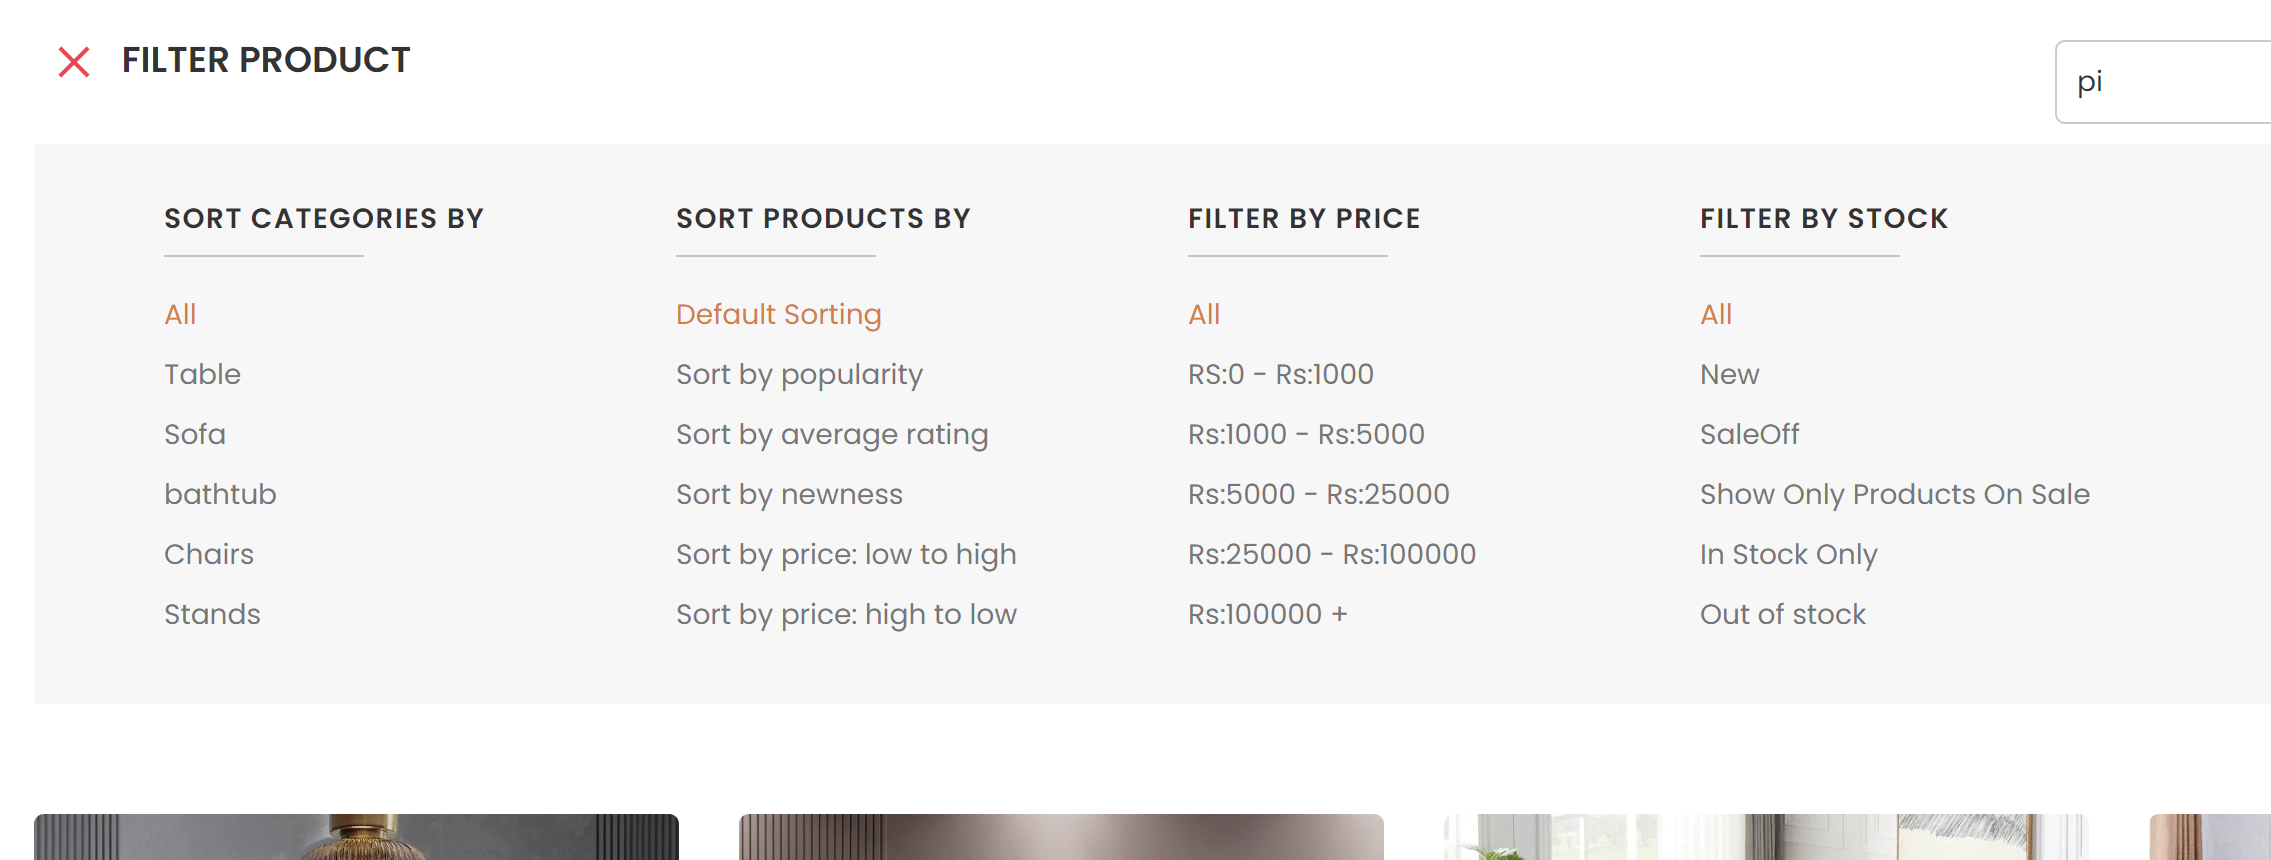 FILTER PRODUCT
pi
SORT CATEGORIES BY
All
Table
Sofa
bathtub
Chairs
Stands
SORT PRODUCTS BY
Default Sorting
Sort by popularity
Sort by average rating
Sort by newness
Sort by price: low to high
Sort by price: high to low
FILTER BY PRICE
All
RS:0 - Rs:1000
Rs:1000 - Rs:5000
Rs:5000 - Rs:25000
Rs:25000 - Rs:100000
Rs:100000 +
FILTER BY STOCK
All
New
SaleOff
Show Only Products On Sale
In Stock Only
Out of stock